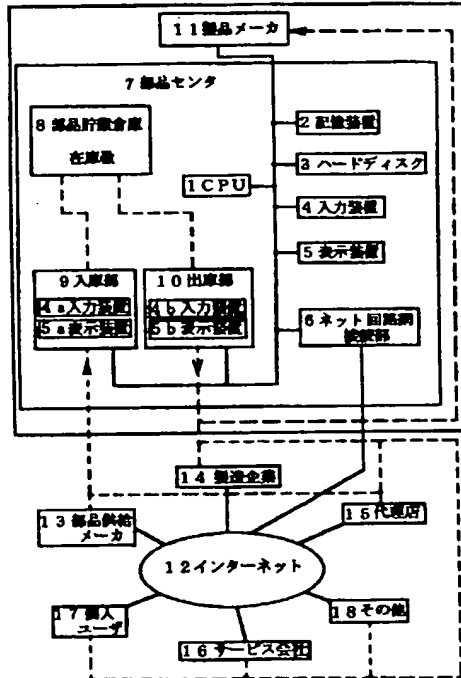 11製品メーカ
7部品センタ
8部品貯蔵倉庫
在庫数
2記憶装置
3ハードディスク
1CPU
4入力装置
5表示装置
9入庫部
4a入力装置
5a表示装置
10出庫部
4b入力装置
5b表示装置
6ネット回路網
接続部
14製造企業
13部品供給
メーカ
15代理店
12インターネット
17個人
ユーザ
18その他
16サービス会社